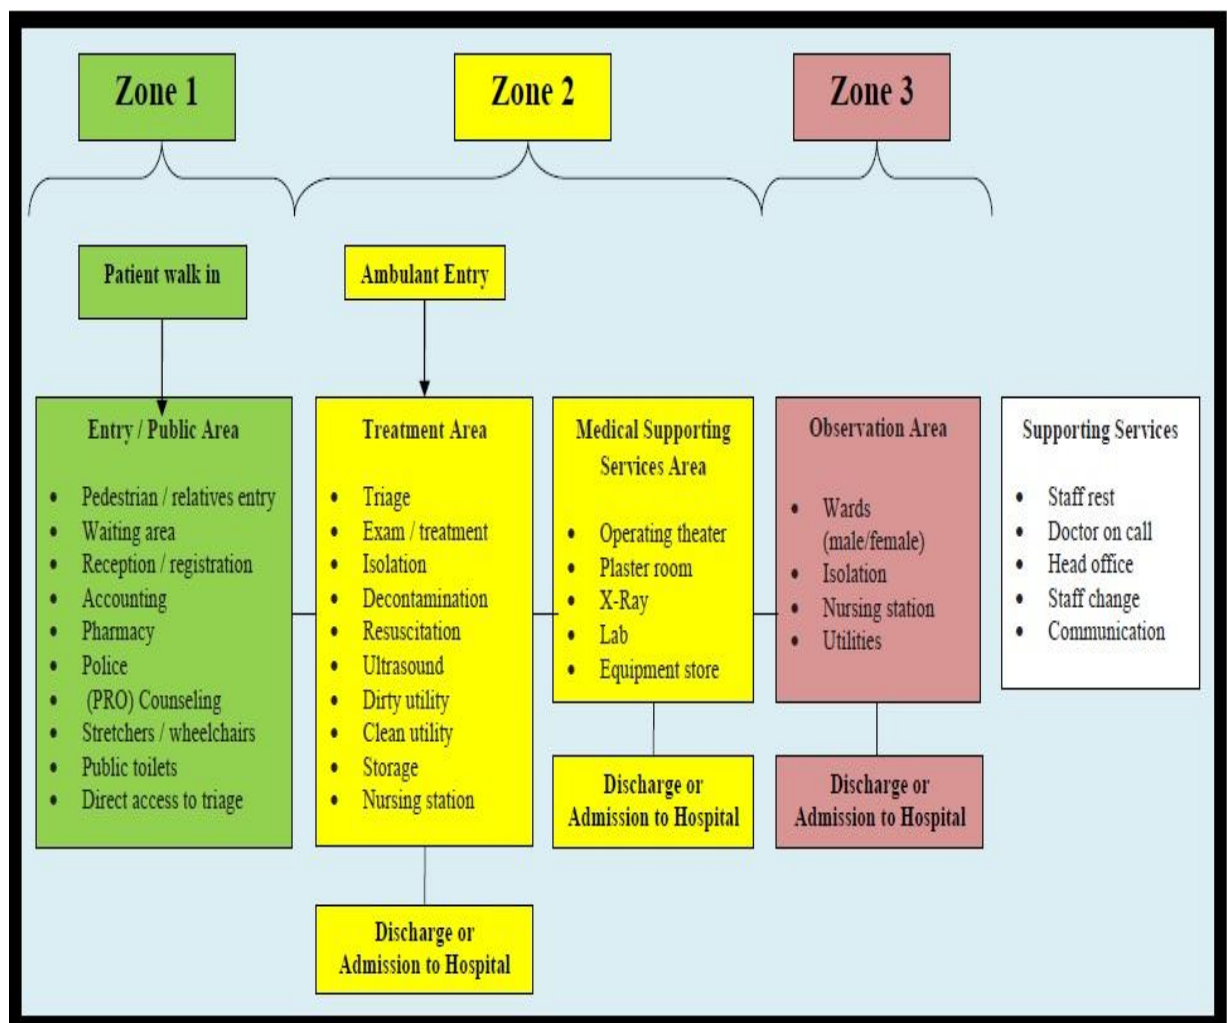 Zone 1
Zone 2
Zone 3
Patient walk in
Ambulant Entry
Entry / Public Area
• Pedestrian / relatives entry
• Waiting area
• Reception / registration
• Accounting
• Pharmacy
• Police
• (PRO) Counseling
• Stretchers / wheelchairs
• Public toilets
• Direct access to triage
Treatment Area
• Triage
• Exam / treatment
• Isolation
• Decontamination
• Resuscitation
• Ultrasound
• Dirty utility
• Clean utility
• Storage
• Nursing station
Discharge or
Admission to Hospital
Medical Supporting
Services Area
• Operating theater
• Plaster room
• X-Ray
• Lab
• Equipment store
Discharge or
Admission to Hospital
Observation Area
• Wards
(male/female)
• Isolation
• Nursing station
• Utilities
Discharge or
Admission to Hospital
Supporting Services
• Staff rest
• Doctor on call
• Head office
• Staff change
• Communication